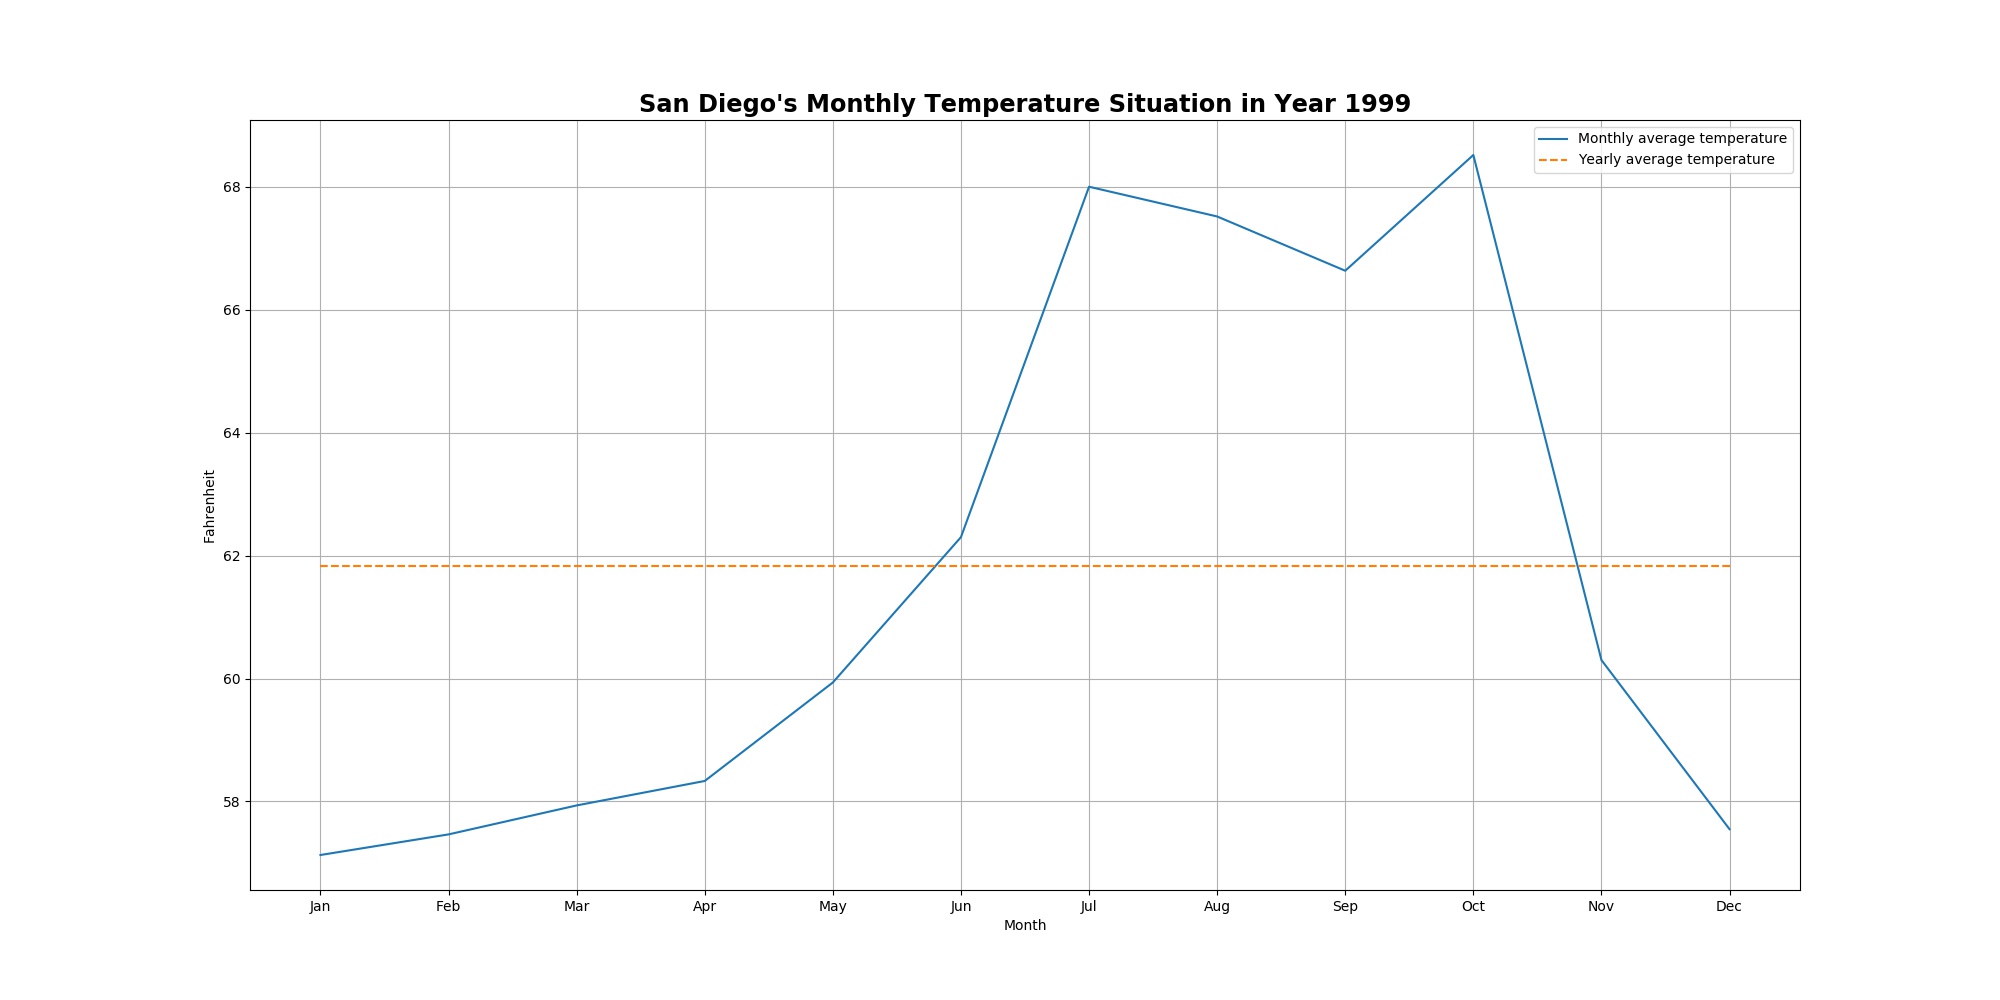 San Diego's Monthly Temperature Situation in Year 1999
Monthly average temperature
Yearly average temperature
68
66
64
62
60
58
Fahrenheit
Jan Feb Mar Apr May Jun Jul Aug Sep Oct Nov Dec
Month